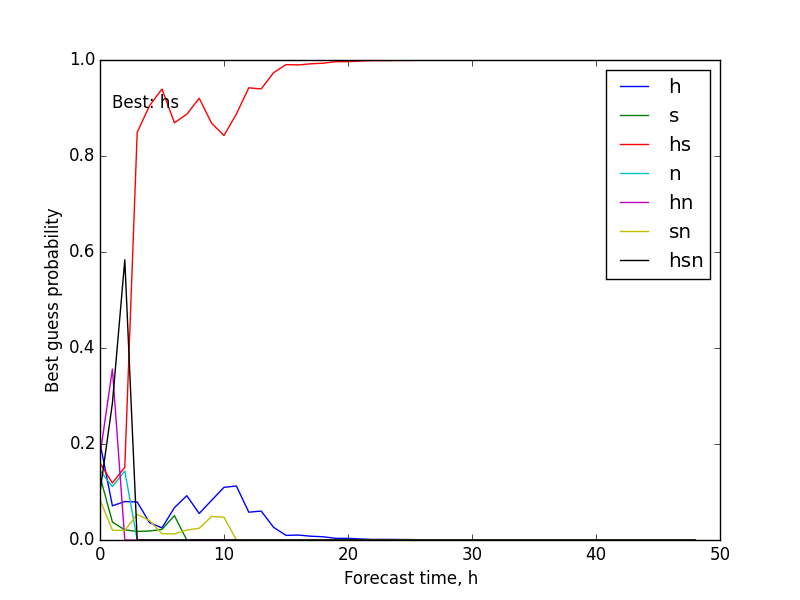 1.0
0.8
0.6
0.4
0.2
0.0
Best guess probability
Best: hs
h
s
hs
n
hn
sn
hsn
0 10 20 30 40 50
Forecast time, h